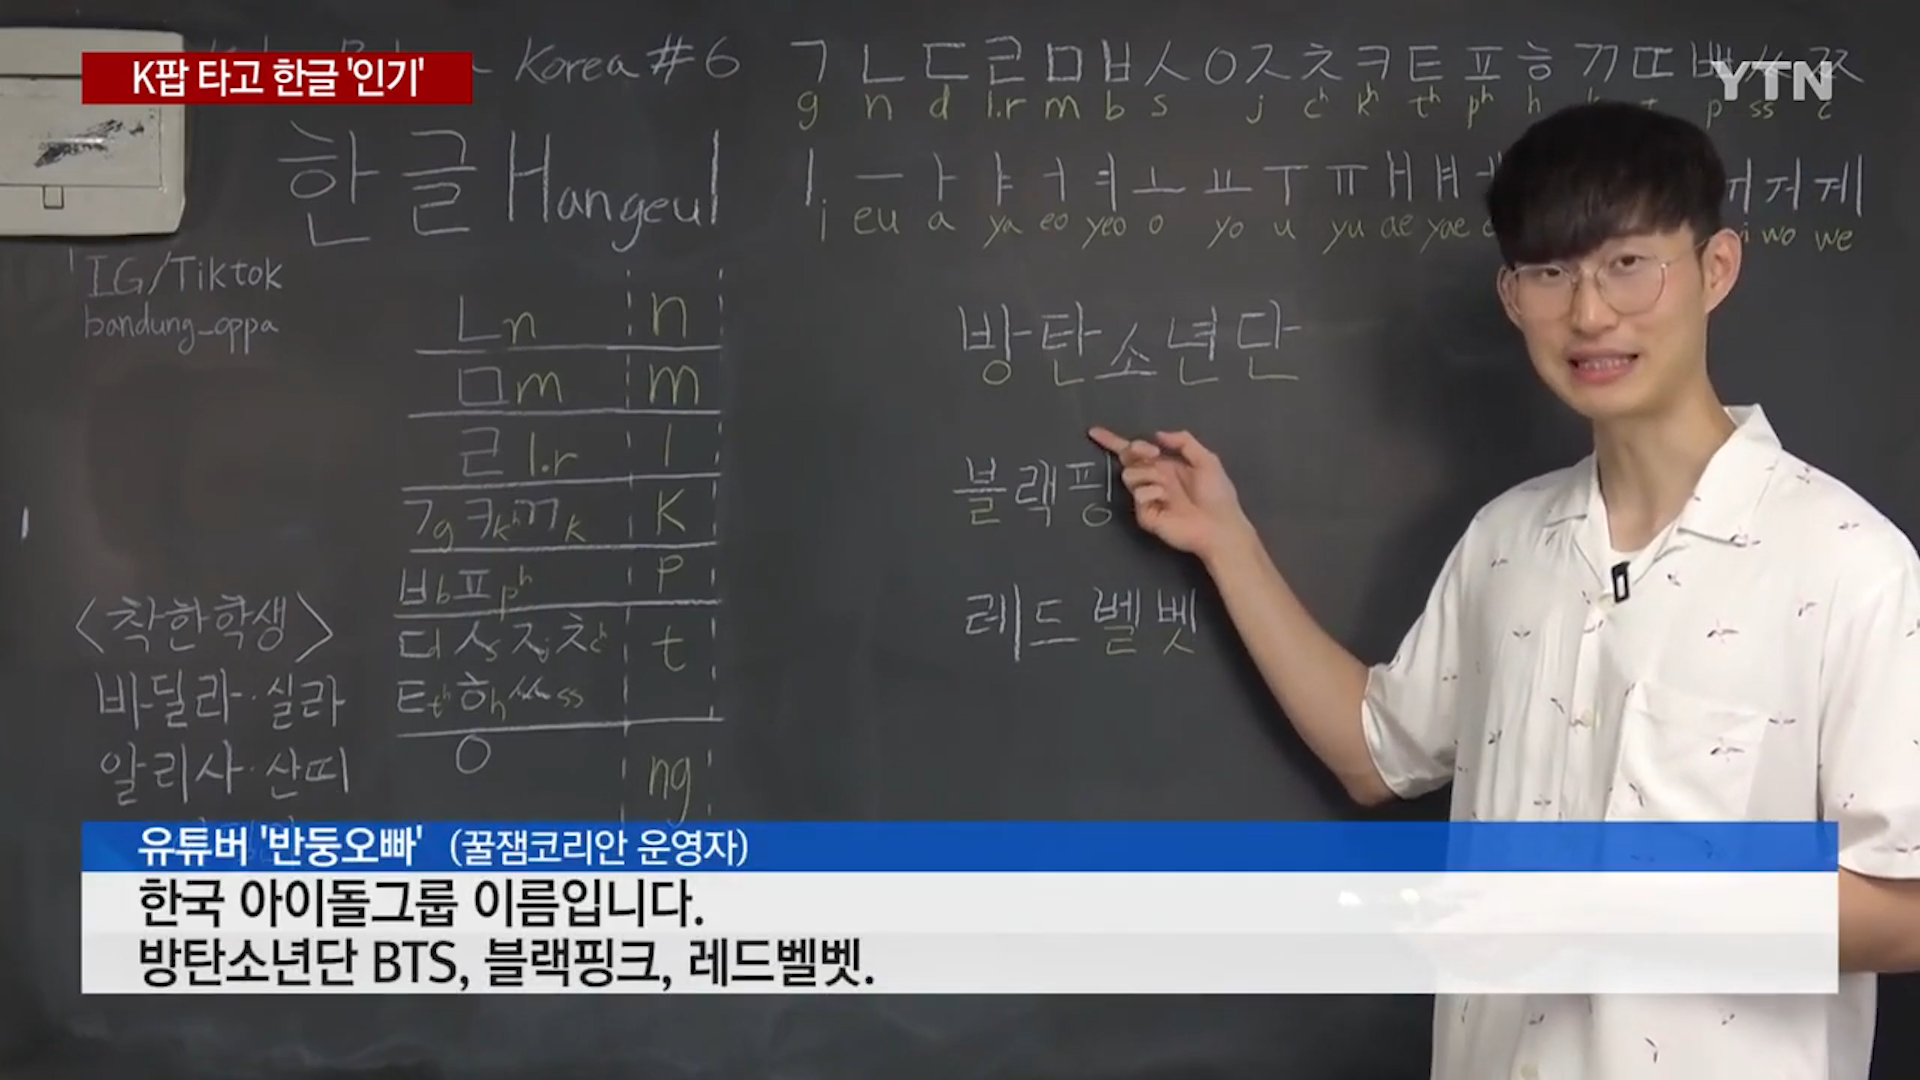 K팝 타고 한글 '인기'
YTN
Korea #6
ㄱ ㄴ ㄷ ㄹ ㅁ ㅂ ㅅ ㅇ ㅈ ㅊ ㅋ ㅌ ㅍ ㅎ ㄲ ㄸ ㅃ ㅆ ㅉ
g n d l.r m b s j ch kh th ph h p ss c
한글 Hangeul
ㅣ ㅡ ㅏ ㅑ ㅓ ㅕ ㅗ ㅛ ㅜ ㅠ ㅐ ㅒ
i eu a ya eo yeo o yo u yu ae yae
ㅝ ㅞ
wo we
IG/Tiktok
bandung_oppa
ㄴn n
ㅁm m
ㄹ l.r l
ㄱg ㅋkh ㄲk K
ㅂb ㅍph P
ㄷd ㅅs ㅈj ㅊch t
ㅌth ㅎh ㅆss
ㅇ ng
방탄소년단
블랙핑
레드벨벳
<착한학생>
바딜라·실라
알리사·산띠
유튜버 '반둥오빠' (꿀잼코리안 운영자)
한국 아이돌그룹 이름입니다.
방탄소년단 BTS, 블랙핑크, 레드벨벳.